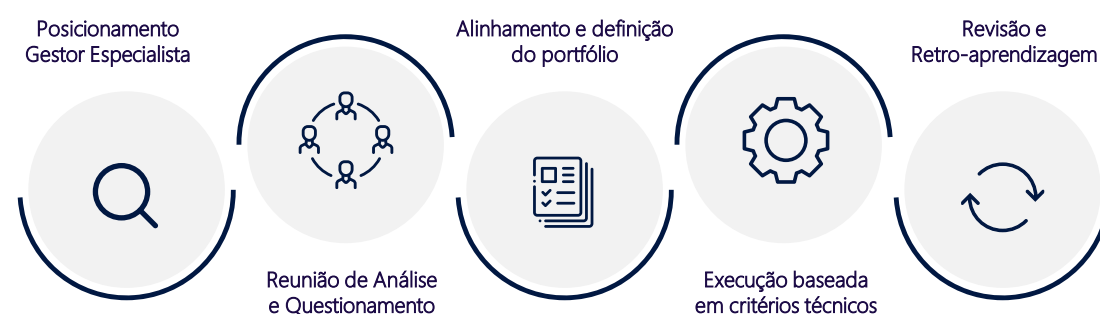 Posicionamento
Gestor Especialista
Reunião de Análise
e Questionamento
Alinhamento e definição
do portfólio
Execução baseada
em critérios técnicos
Revisão e
Retro-aprendizagem